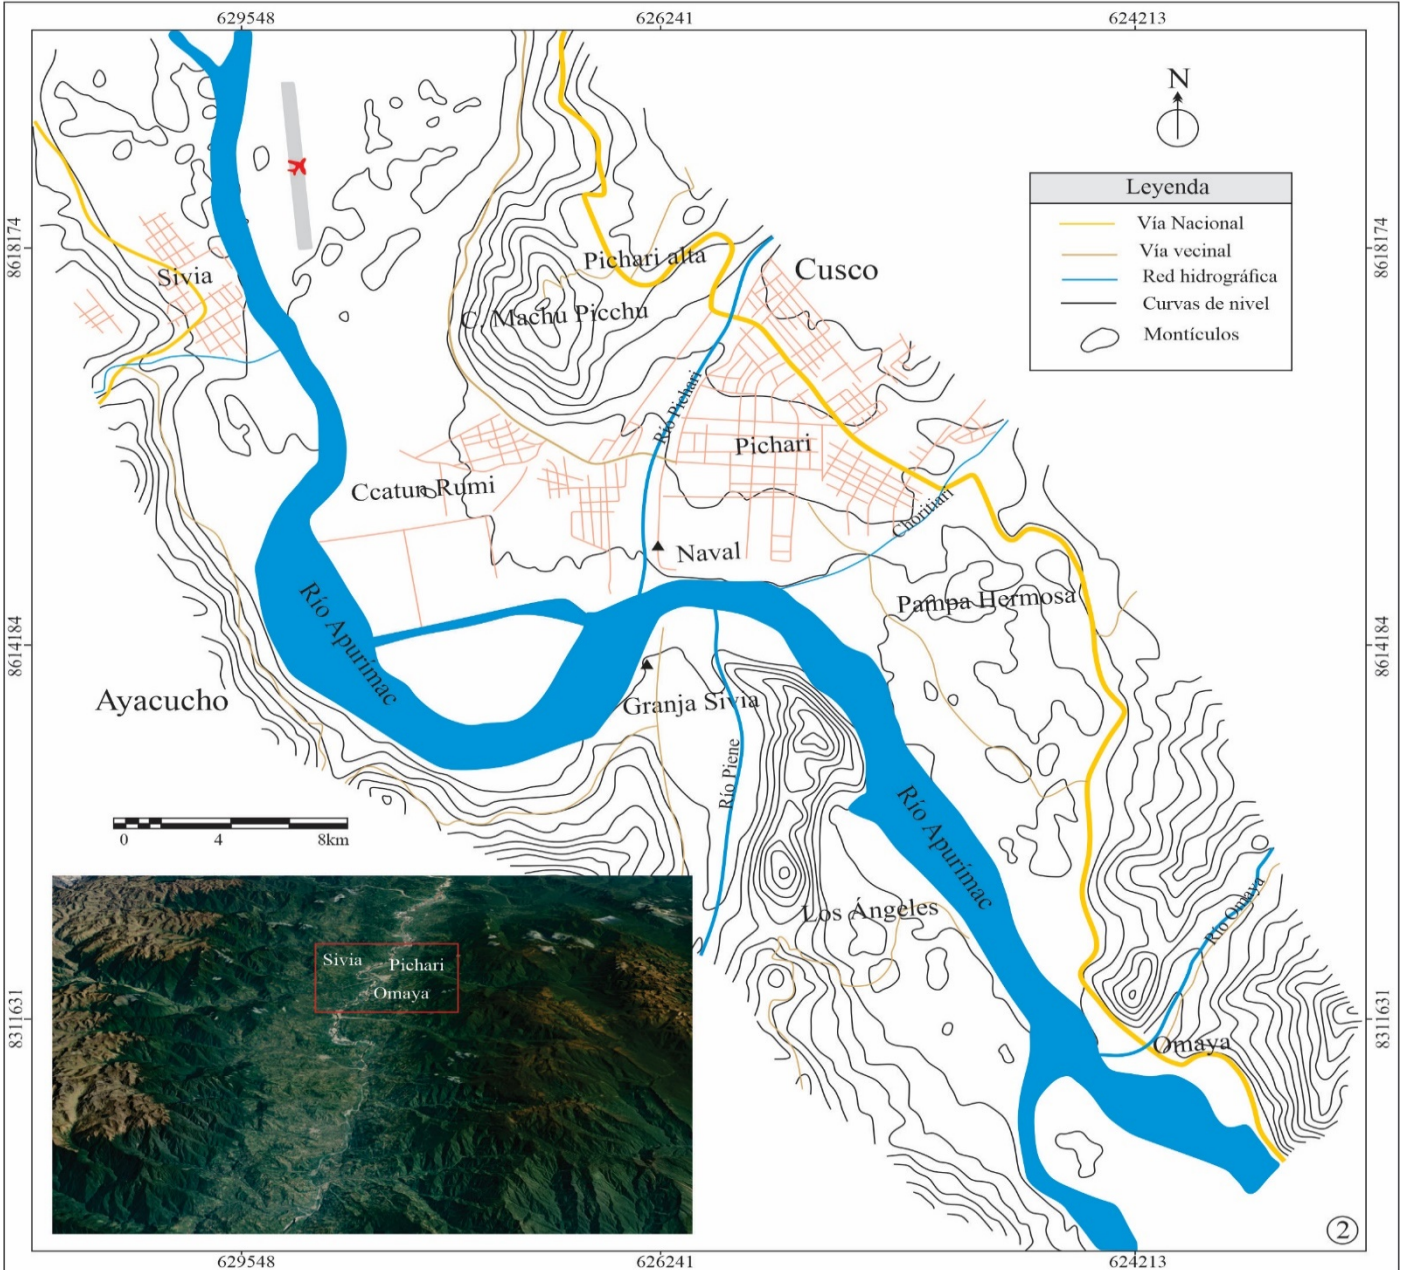 629548
626241
624213
N
Leyenda
Vía Nacional
Vía vecinal
Red hidrográfica
Curvas de nivel
Montículos
8618174
8618174
Sivia
Pichari alta
Cusco
C. Machu Picchu
Río Pichari
Pichari
Ccatun Rumi
Choritiari
Naval
Río Apurímac
Pampa Hermosa
8614184
8614184
Ayacucho
Granja Sivia
Río Piene
Río Apurímac
0 4 8km
Los Ángeles
Río Omaya
Sivia
Pichari
Omaya
8311631
8311631
Omaya
2
629548
626241
624213